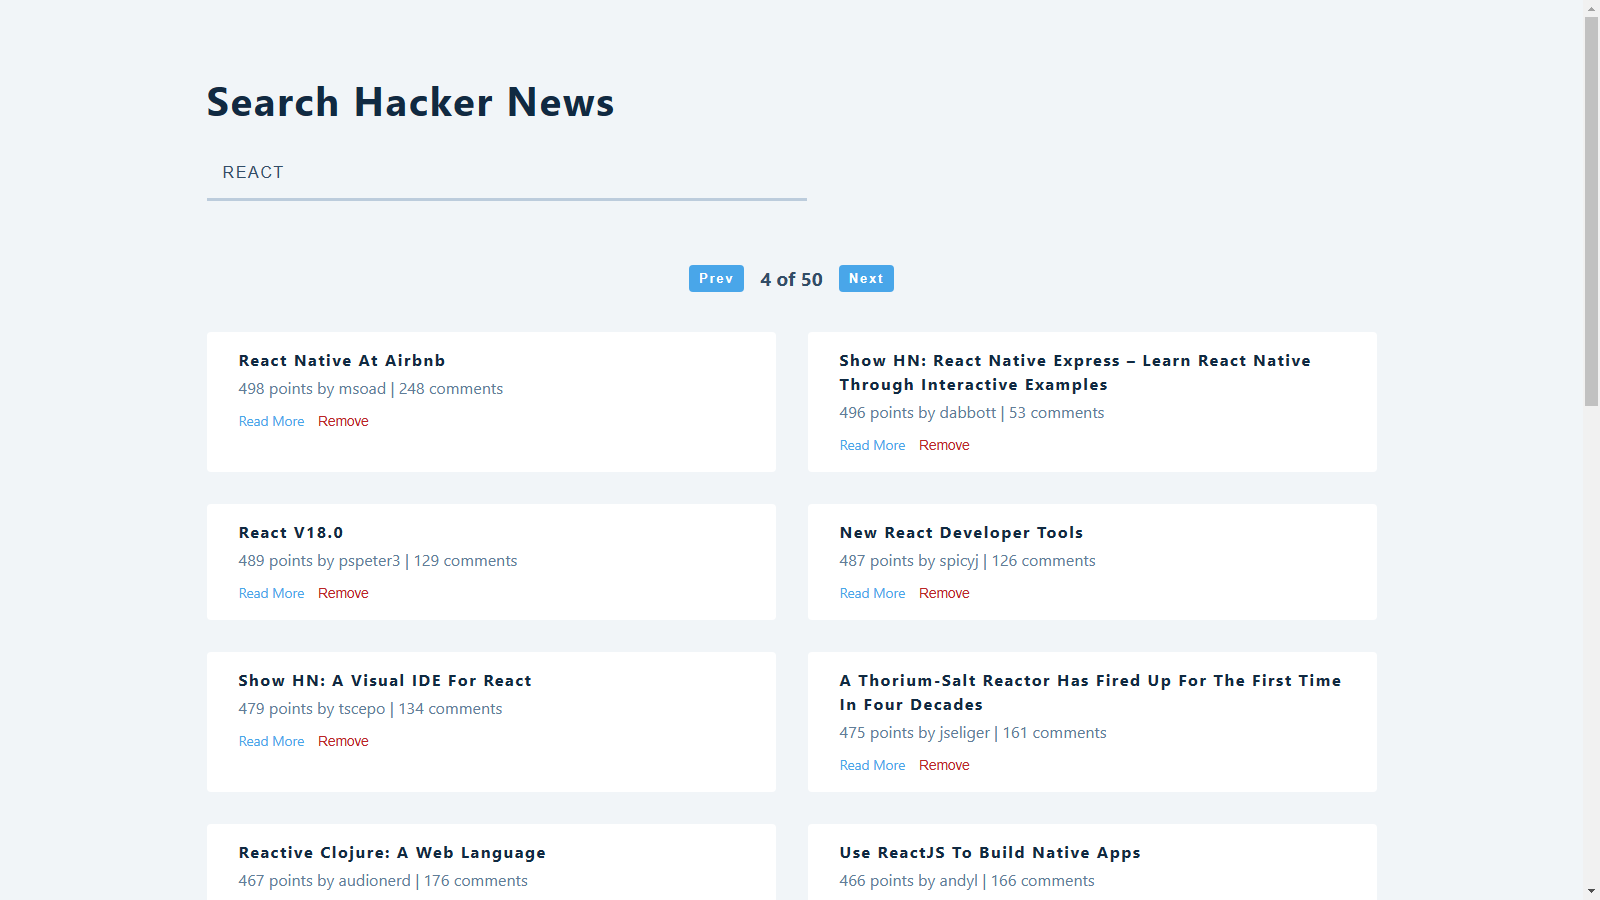 Search Hacker News
REACT
Prev 4 of 50 Next
React Native At Airbnb
498 points by msoad | 248 comments
Read More Remove
Show HN: React Native Express – Learn React Native
Through Interactive Examples
496 points by dabbott | 53 comments
Read More Remove
React V18.0
489 points by pspeter3 | 129 comments
Read More Remove
New React Developer Tools
487 points by spicyj | 126 comments
Read More Remove
Show HN: A Visual IDE For React
479 points by tscepo | 134 comments
Read More Remove
A Thorium-Salt Reactor Has Fired Up For The First Time
In Four Decades
475 points by jseliger | 161 comments
Read More Remove
Reactive Clojure: A Web Language
467 points by audionerd | 176 comments
Use ReactJS To Build Native Apps
466 points by andyl | 166 comments